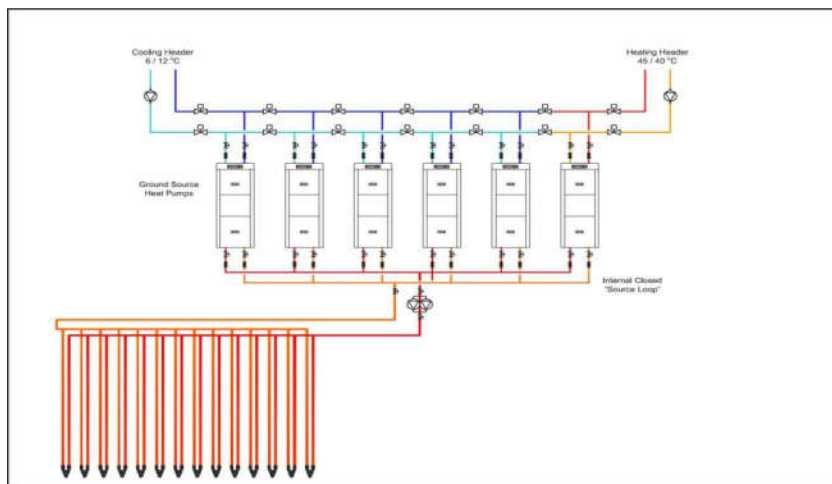 Cooling Header
6 / 12 °C
Heating Header
45 / 40 °C
Ground Source
Heat Pumps
Internal Closed
"Source Loop"